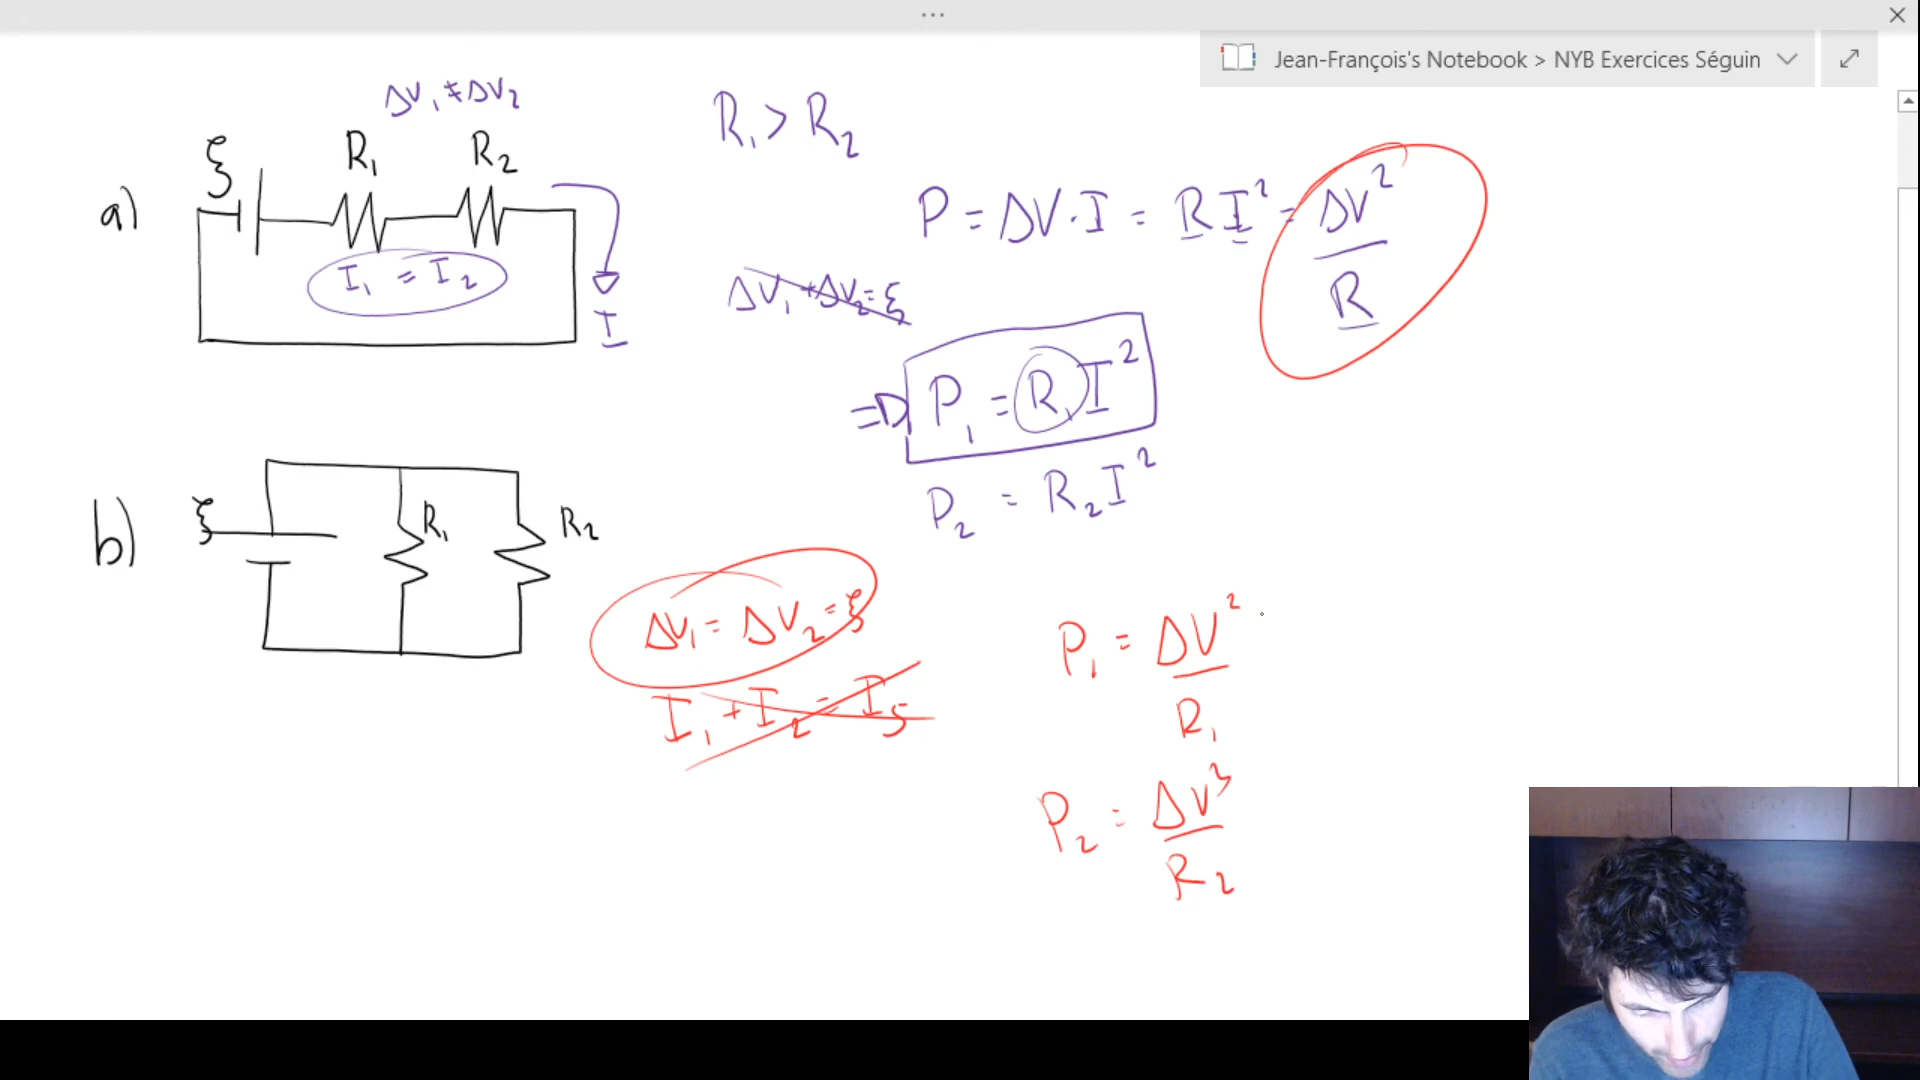 ...
Jean-François's Notebook > NYB Exercices Séguin
ΔV₁ ≠ ΔV₂
R₁ > R₂
a)
ξ
R₁
R₂
I₁ = I₂
I
P = ΔV·I = RI² = ΔV²/R
ΔV₁ + ΔV₂ = ξ
=D P₁ = R₁I²
P₂ = R₂I²
b)
ξ
R₁
R₂
ΔV₁ = ΔV₂ = ξ
I₁ + I₂ = Iξ
P₁ = ΔV²/R₁
P₂ = ΔV²/R₂